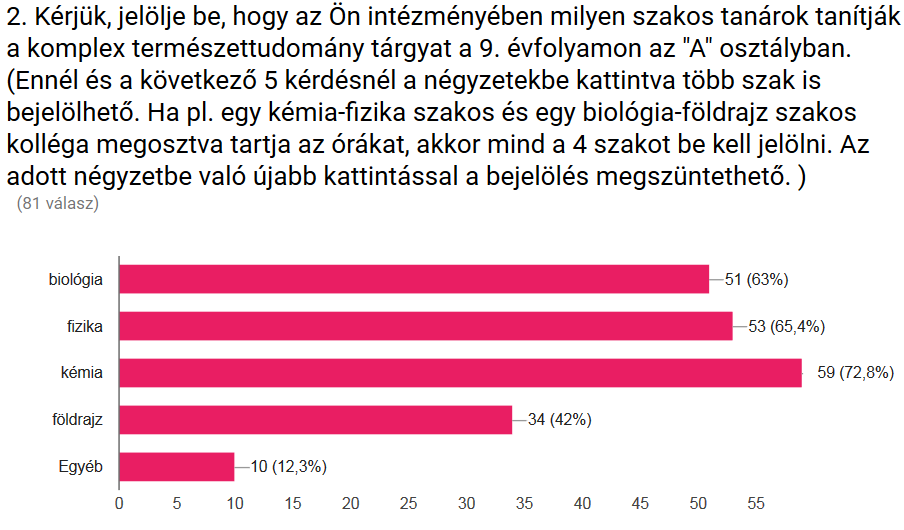 2. Kérjük, jelölje be, hogy az Ön intézményében milyen szakos tanárok tanítják
a komplex természettudomány tárgyat a 9. évfolyamon az "A" osztályban.
(Ennél és a következő 5 kérdésnél a négyzetekbe kattintva több szak is
bejelölhető. Ha pl. egy kémia-fizika szakos és egy biológia-földrajz szakos
kolléga megosztva tartja az órákat, akkor mind a 4 szakot be kell jelölni. Az
adott négyzetbe való újabb kattintással a bejelölés megszüntethető. )
(81 válasz)
biológia 51 (63%)
fizika 53 (65,4%)
kémia 59 (72,8%)
földrajz 34 (42%)
Egyéb 10 (12,3%)
0 5 10 15 20 25 30 35 40 45 50 55